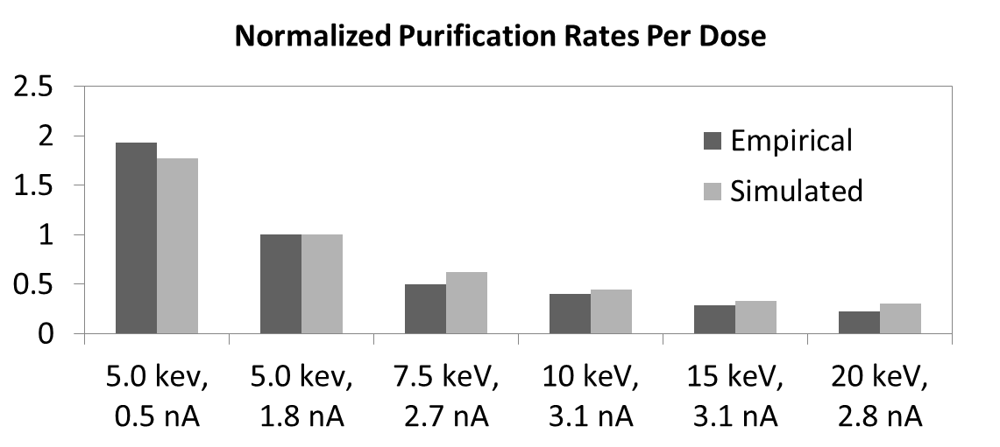 Normalized Purification Rates Per Dose
2.5
2
1.5
1
0.5
0
Empirical
Simulated
5.0 kev, 5.0 kev, 7.5 keV, 10 keV, 15 keV, 20 keV,
0.5 nA 1.8 nA 2.7 nA 3.1 nA 3.1 nA 2.8 nA